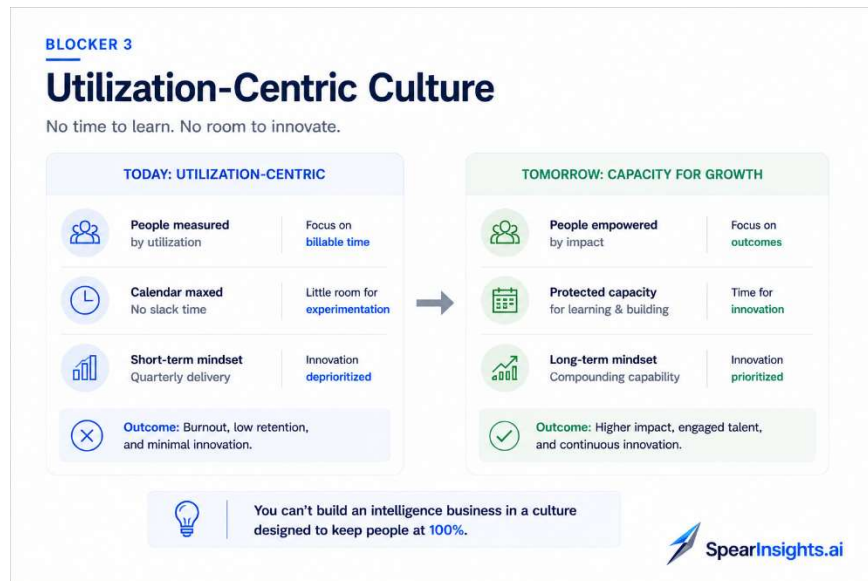 BLOCKER 3
Utilization-Centric Culture
No time to learn. No room to innovate.
TODAY: UTILIZATION-CENTRIC
People measured
by utilization
Focus on
billable time
Calendar maxed
No slack time
Little room for
experimentation
Short-term mindset
Quarterly delivery
Innovation
deprioritized
Outcome: Burnout, low retention,
and minimal innovation.
TOMORROW: CAPACITY FOR GROWTH
People empowered
by impact
Focus on
outcomes
Protected capacity
for learning & building
Time for
innovation
Long-term mindset
Compounding capability
Innovation
prioritized
Outcome: Higher impact, engaged talent,
and continuous innovation.
You can't build an intelligence business in a culture
designed to keep people at 100%.
SpearInsights.ai